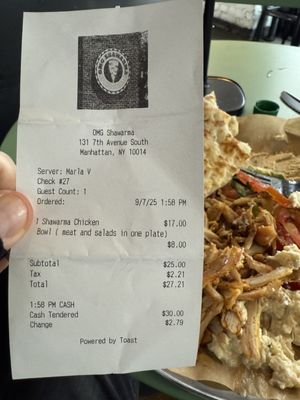 OMG Shawarma
131 7th Avenue South
Manhattan, NY 10014
Server: Marla V
Check #27
Guest Count: 1
Ordered: 9/7/25 1:58 PM
1 Shawarma Chicken $17.00
Bowl ( meat and salads in one plate)
$8.00
Subtotal $25.00
Tax $2.21
Total $27.21
1:58 PM CASH
Cash Tendered $30.00
Change $2.79
Powered by Toast